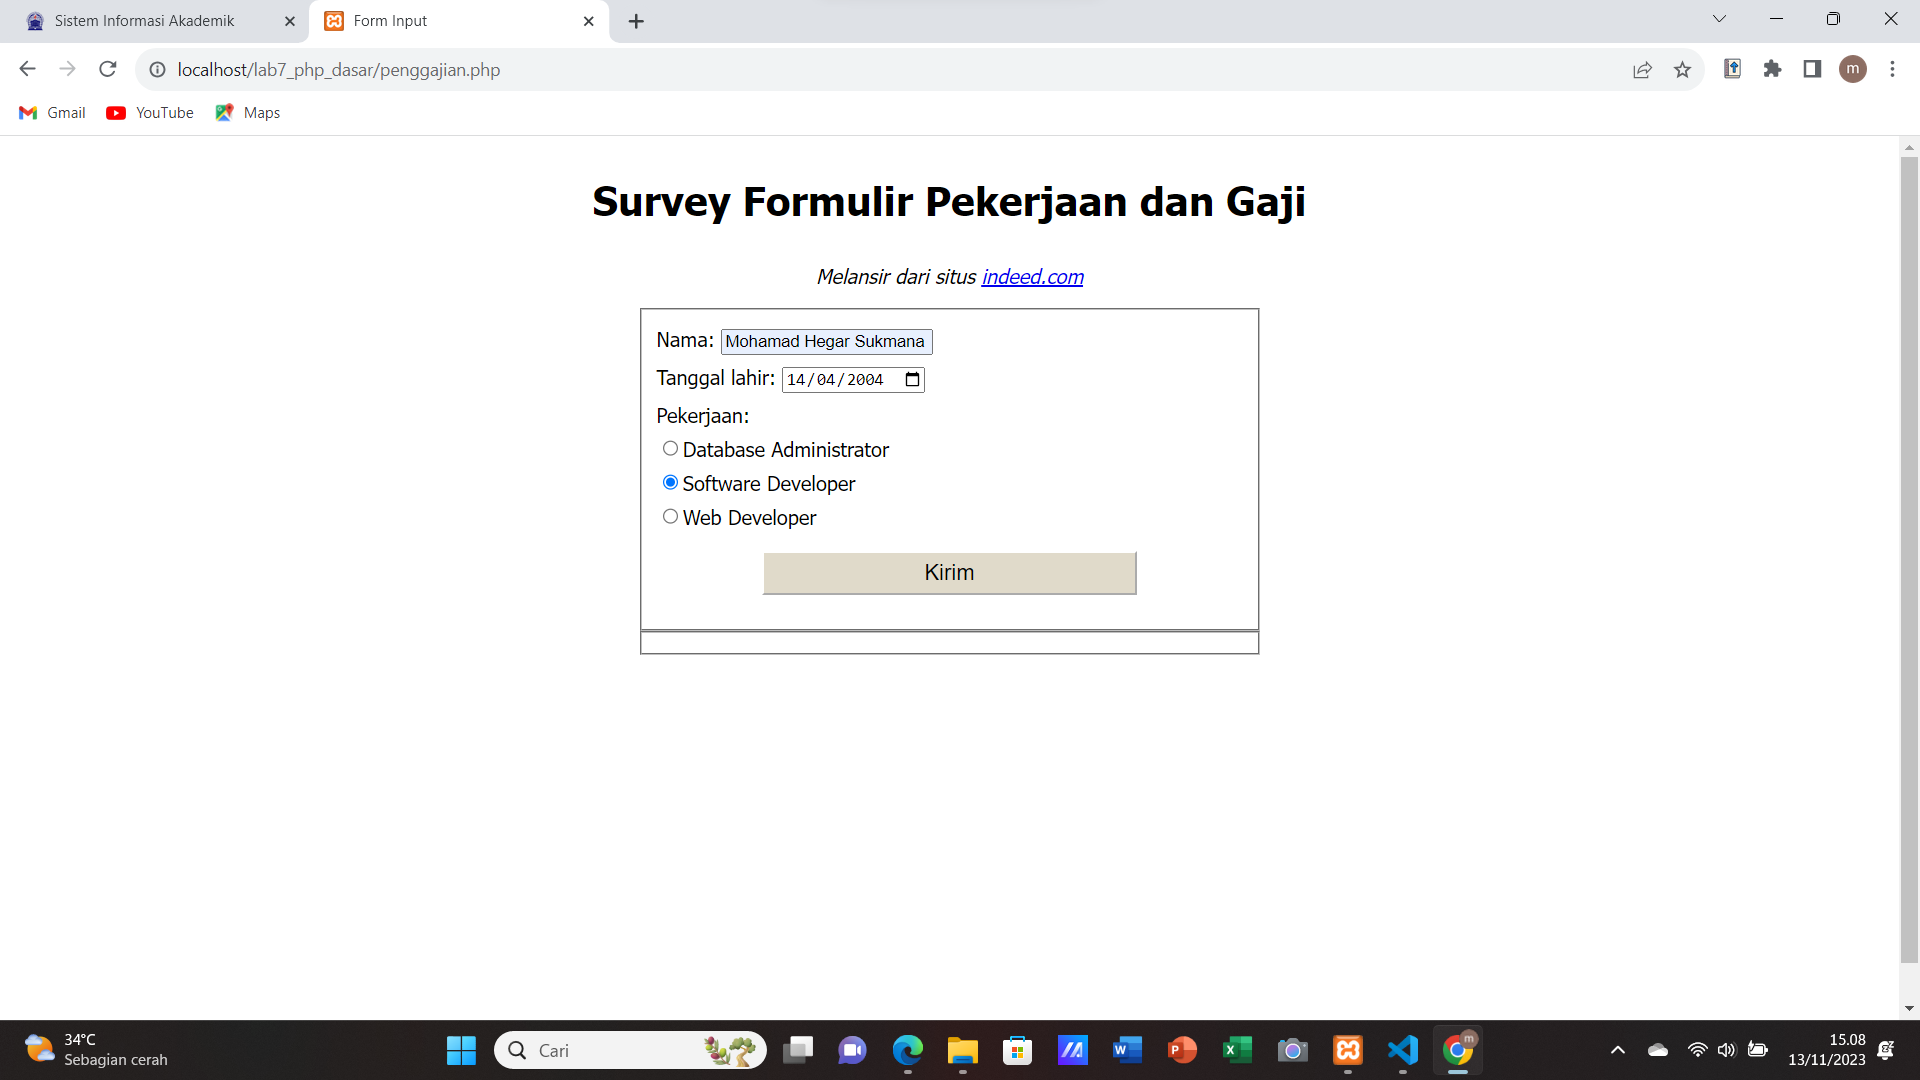 Sistem Informasi Akademik
Form Input
localhost/lab7_php_dasar/penggajian.php
m
Gmail
YouTube
Maps
Survey Formulir Pekerjaan dan Gaji
Melansir dari situs indeed.com
Nama: Mohamad Hegar Sukmana
Tanggal lahir: 14/04/2004
Pekerjaan:
Database Administrator
Software Developer
Web Developer
Kirim
34°C
Sebagian cerah
Cari
15.08
13/11/2023